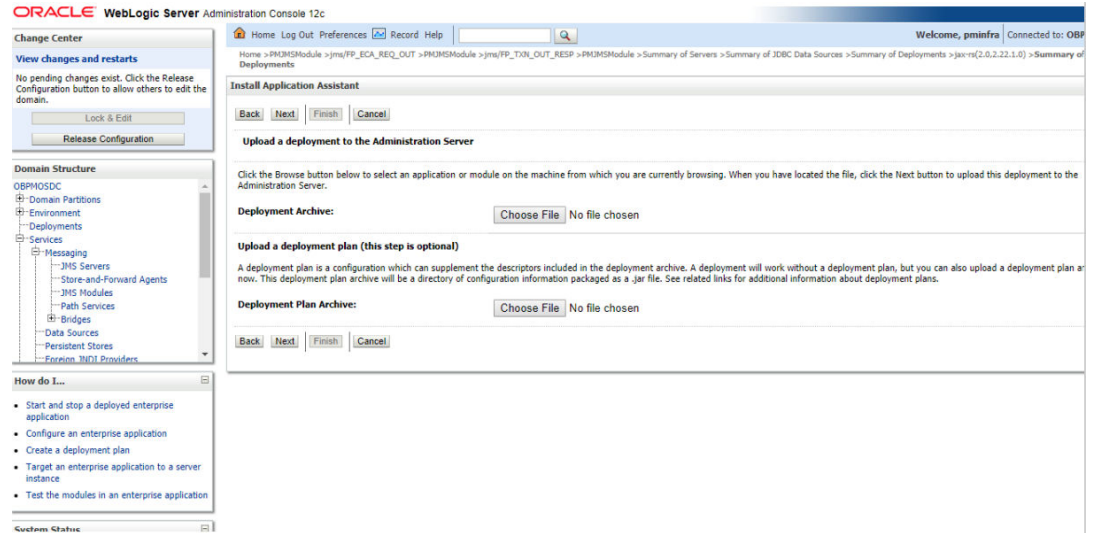 ORACLE WebLogic Server Administration Console 12c
Change Center
View changes and restarts
No pending changes exist. Click the Release
Configuration button to allow others to edit the
domain.
Lock & Edit
Release Configuration
Domain Structure
OBPMOSDC
Domain Partitions
Environment
Deployments
Services
Messaging
JMS Servers
Store-and-Forward Agents
JMS Modules
Path Services
Bridges
Data Sources
Persistent Stores
Foreign JNDI Providers
How do I...
Start and stop a deployed enterprise
application
Configure an enterprise application
Create a deployment plan
Target an enterprise application to a server
instance
Test the modules in an enterprise application
System Status
Home Log Out Preferences Record Help
Welcome, pminfra Connected to: OBP
Home >PMJMSModule >jms/FP_ECA_REQ_OUT >PMJMSModule >jms/FP_TXN_OUT_RESP >PMJMSModule >Summary of Servers >Summary of JDBC Data Sources >Summary of Deployments >jax-rs(2.0,2.22.1.0) >Summary of
Deployments
Install Application Assistant
Back Next Finish Cancel
Upload a deployment to the Administration Server
Click the Browse button below to select an application or module on the machine from which you are currently browsing. When you have located the file, click the Next button to upload this deployment to the
Administration Server.
Deployment Archive: Choose File No file chosen
Upload a deployment plan (this step is optional)
A deployment plan is a configuration which can supplement the descriptors included in the deployment archive. A deployment will work without a deployment plan, but you can also upload a deployment plan ar
now. This deployment plan archive will be a directory of configuration information packaged as a .jar file. See related links for additional information about deployment plans.
Deployment Plan Archive: Choose File No file chosen
Back Next Finish Cancel